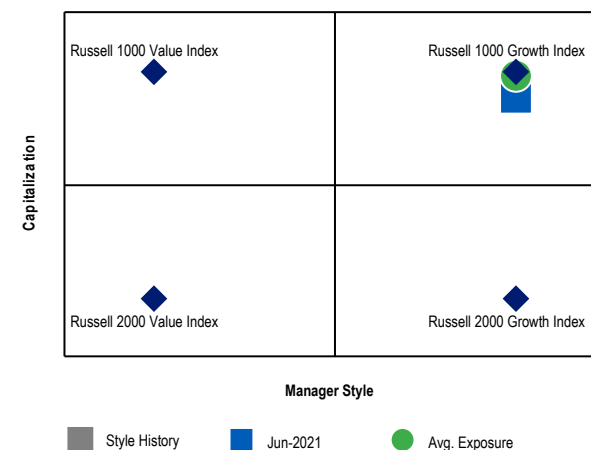 Russell 1000 Value Index
Russell 1000 Growth Index
Capitalization
Russell 2000 Value Index
Russell 2000 Growth Index
Manager Style
Style History
Jun-2021
Avg. Exposure